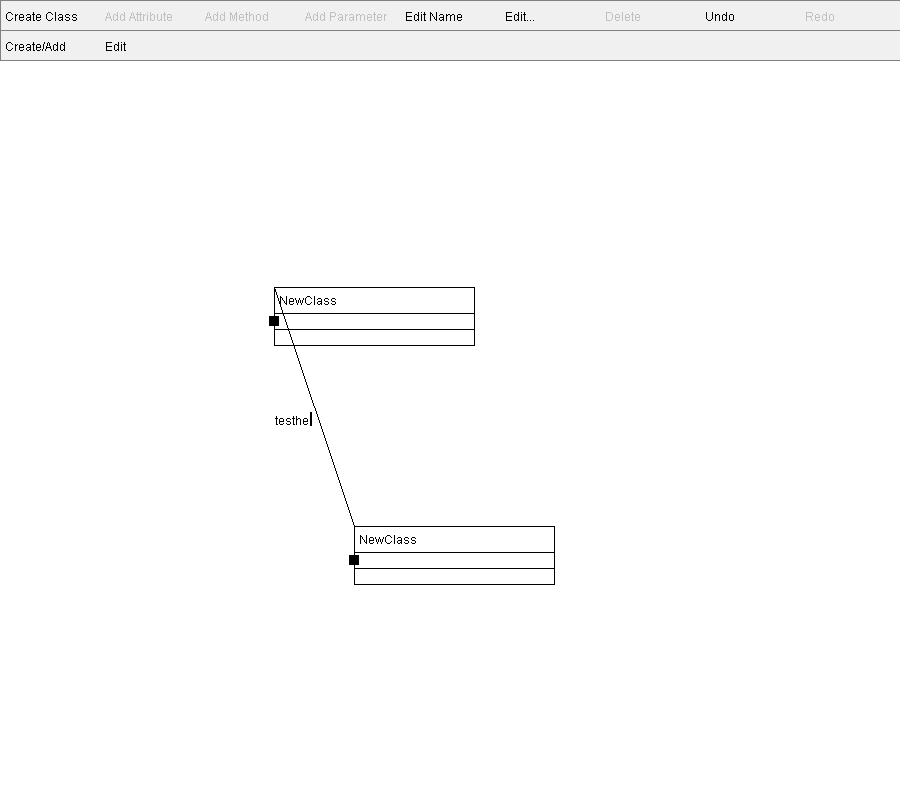 Create Class Add Attribute Add Method Add Parameter Edit Name Edit... Delete Undo Redo
Create/Add Edit
NewClass
testhe
NewClass